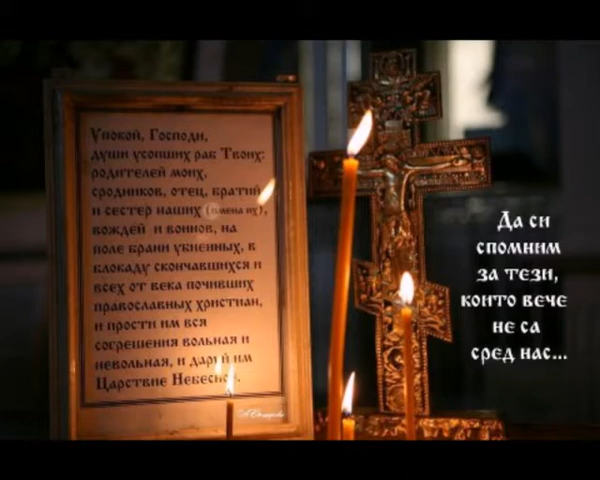 Упокой, Господи,
души усопших раб Твоих:
родителей моих,
сродников, отец, братий
и сестер наших (имена их),
вождей и воинов, на
поле брани убиенных, в
блокаду скончавшихся и
всех от века почивших
православных христиан,
и прости им вся
согрешения вольная и
невольная, и даруй им
Царствие Небесное.
Да си
спомним
за тези,
които вече
не са
сред нас...